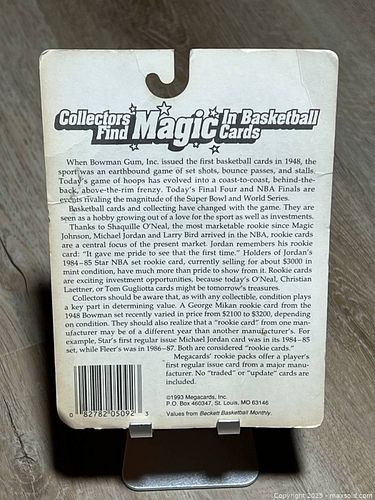 Collectors Find Magic In Basketball Cards
When Bowman Gum, Inc. issued the first basketball cards in 1948, the
sport was an earthbound game of set shots, bounce passes, and stalls.
Today's game of hoops has evolved into a coast-to-coast, behind-the-
back, above-the-rim frenzy. Today's Final Four and NBA Finals are
events rivaling the magnitude of the Super Bowl and World Series.
Basketball cards and collecting have changed with the game. They are
seen as a hobby growing out of a love for the sport as well as investments.
Thanks to Shaquille O'Neal, the most marketable rookie since Magic
Johnson, Michael Jordan and Larry Bird arrived in the NBA, rookie cards
are a central focus of the present market. Jordan remembers his rookie
card: "It gave me pride to see that the first time." Holders of Jordan's
1984-85 Star NBA set rookie card, currently selling for about $3000 in
mint condition, have much more than pride to show from it. Rookie cards
are exciting investment opportunities, because today's O'Neal, Christian
Laettner, or Tom Gugliotta cards might be tomorrow's treasures.
Collectors should be aware that, as with any collectible, condition plays
a key part in determining value. A George Mikan rookie card from the
1948 Bowman set recently varied in price from $2100 to $3200, depending
on condition. They should also realize that a "rookie card" from one man-
ufacturer may be of a different year than another manufacturer's. For
example, Star's first regular issue Michael Jordan card was in its 1984-85
set, while Fleer's was in 1986-87. Both are considered "rookie cards."
Megacards' rookie packs offer a player's
first regular issue card from a major manu-
facturer. No "traded" or "update" cards are
included.
©1993 Megacards, Inc.
P.O. Box 460347, St. Louis, MO 63146
Values from Beckett Basketball Monthly.
0 82782 05092 3
Copyright 2025 - maxsold.com